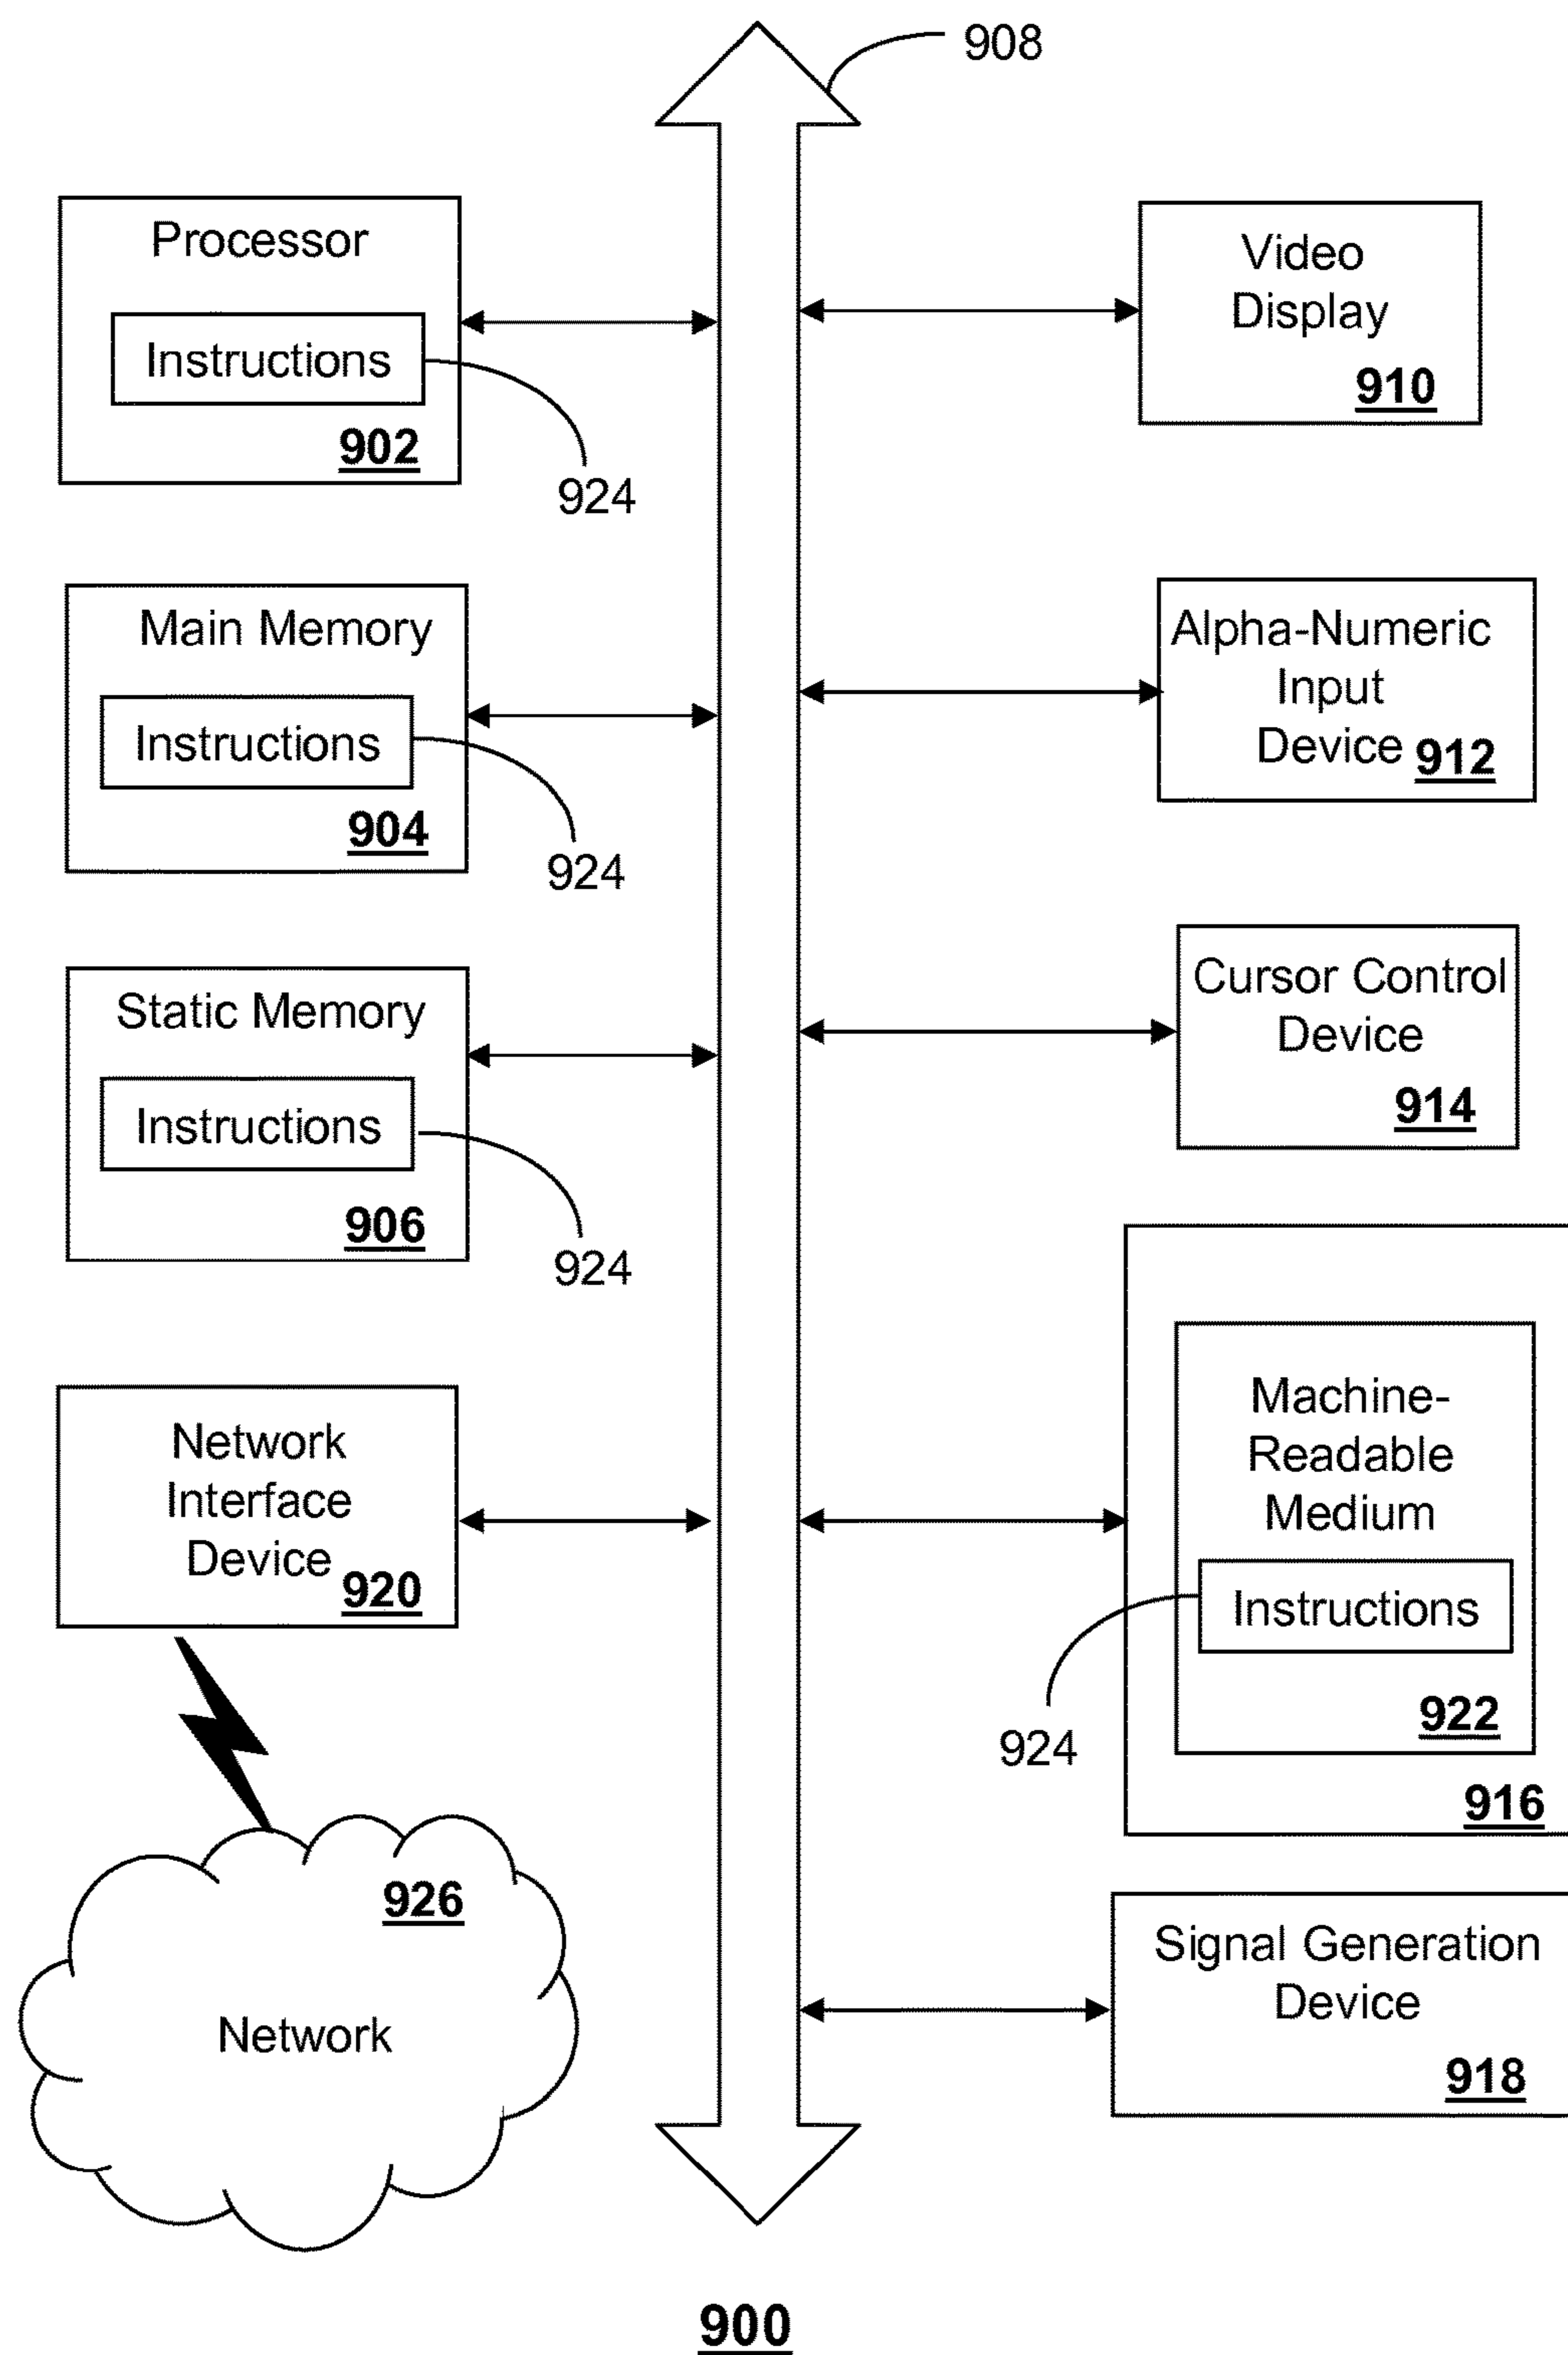 908
Processor
Instructions
902
924
Main Memory
Instructions
904
924
Static Memory
Instructions
906
924
Network
Interface
Device
920
926
Network
Video
Display
910
Alpha-Numeric
Input
Device 912
Cursor Control
Device
914
Machine-
Readable
Medium
Instructions
922
924
916
Signal Generation
Device
918
900